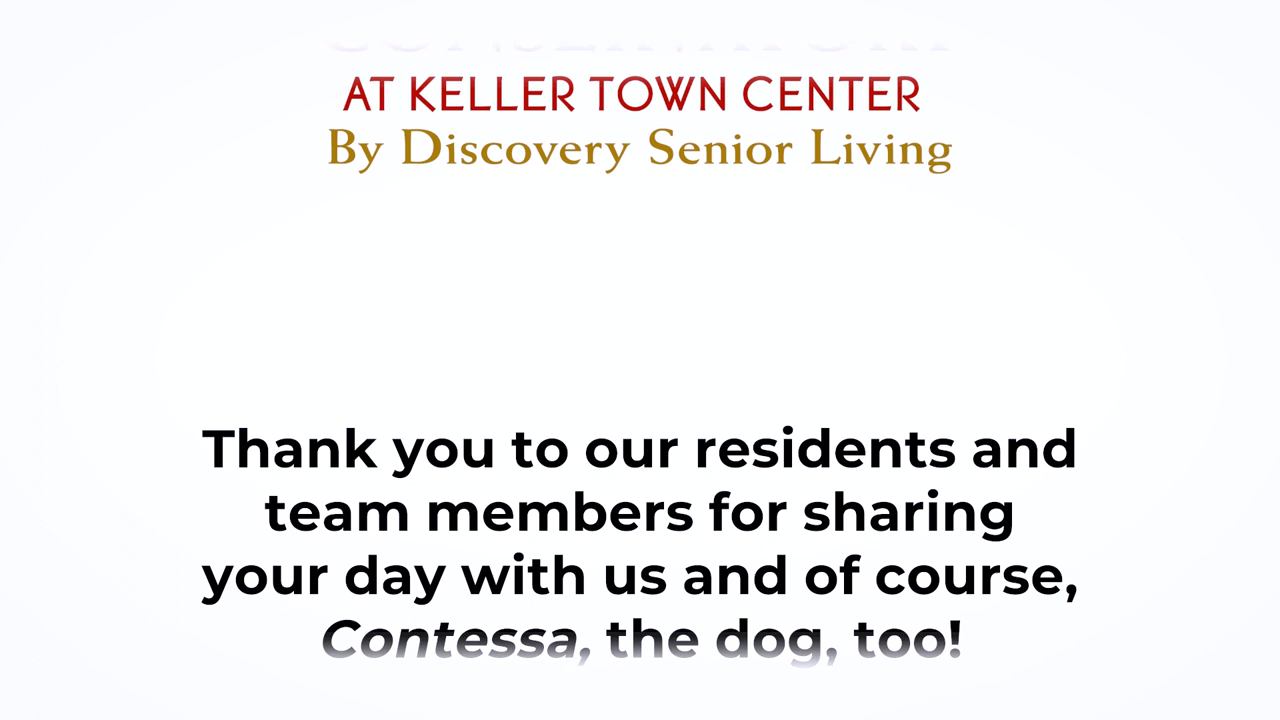 AT KELLER TOWN CENTER
By Discovery Senior Living
Thank you to our residents and
team members for sharing
your day with us and of course,
Contessa, the dog, too!